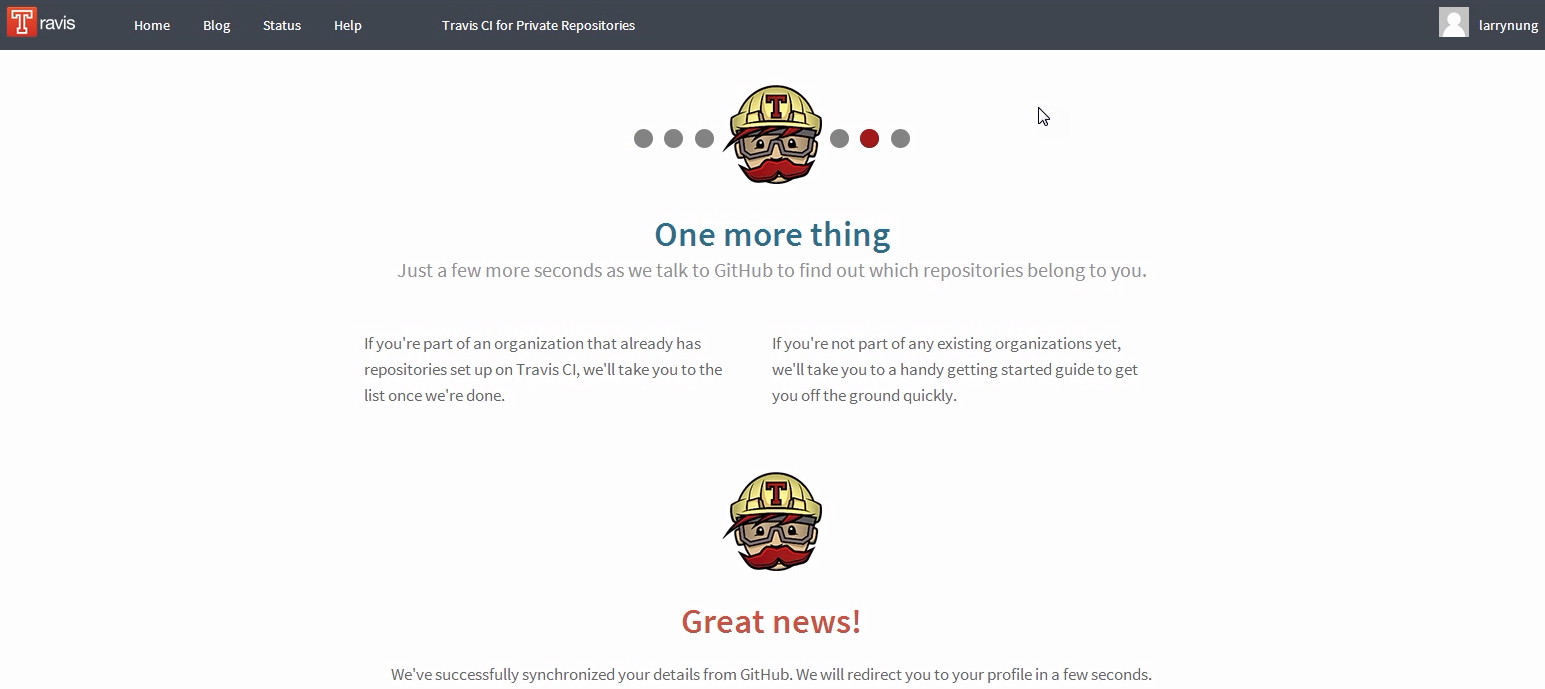 Travis Home Blog Status Help Travis CI for Private Repositories larrynung
T
One more thing
Just a few more seconds as we talk to GitHub to find out which repositories belong to you.
If you're part of an organization that already has
repositories set up on Travis CI, we'll take you to the
list once we're done.
If you're not part of any existing organizations yet,
we'll take you to a handy getting started guide to get
you off the ground quickly.
T
Great news!
We've successfully synchronized your details from GitHub. We will redirect you to your profile in a few seconds.